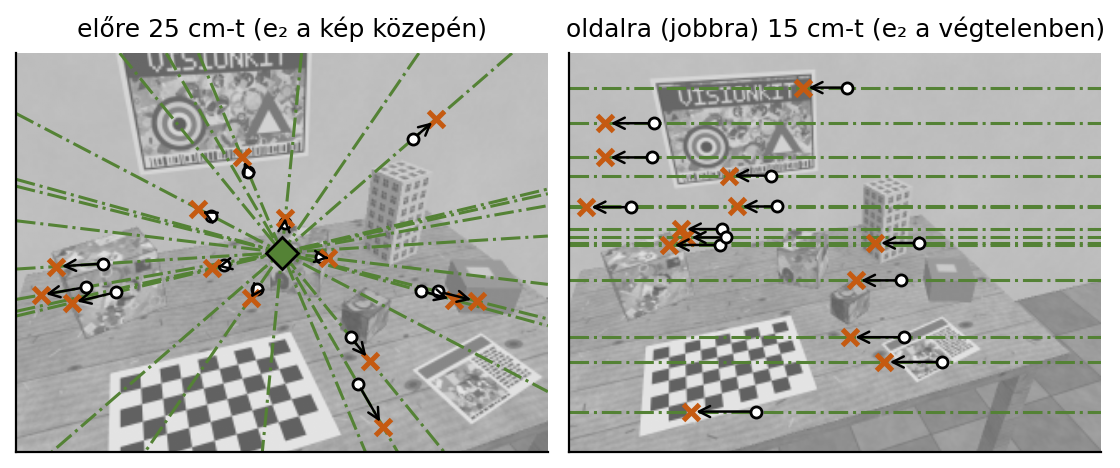 előre 25 cm-t (e₂ a kép közepén)
oldalra (jobbra) 15 cm-t (e₂ a végtelenben)
VISIONKIT
VISIONKIT